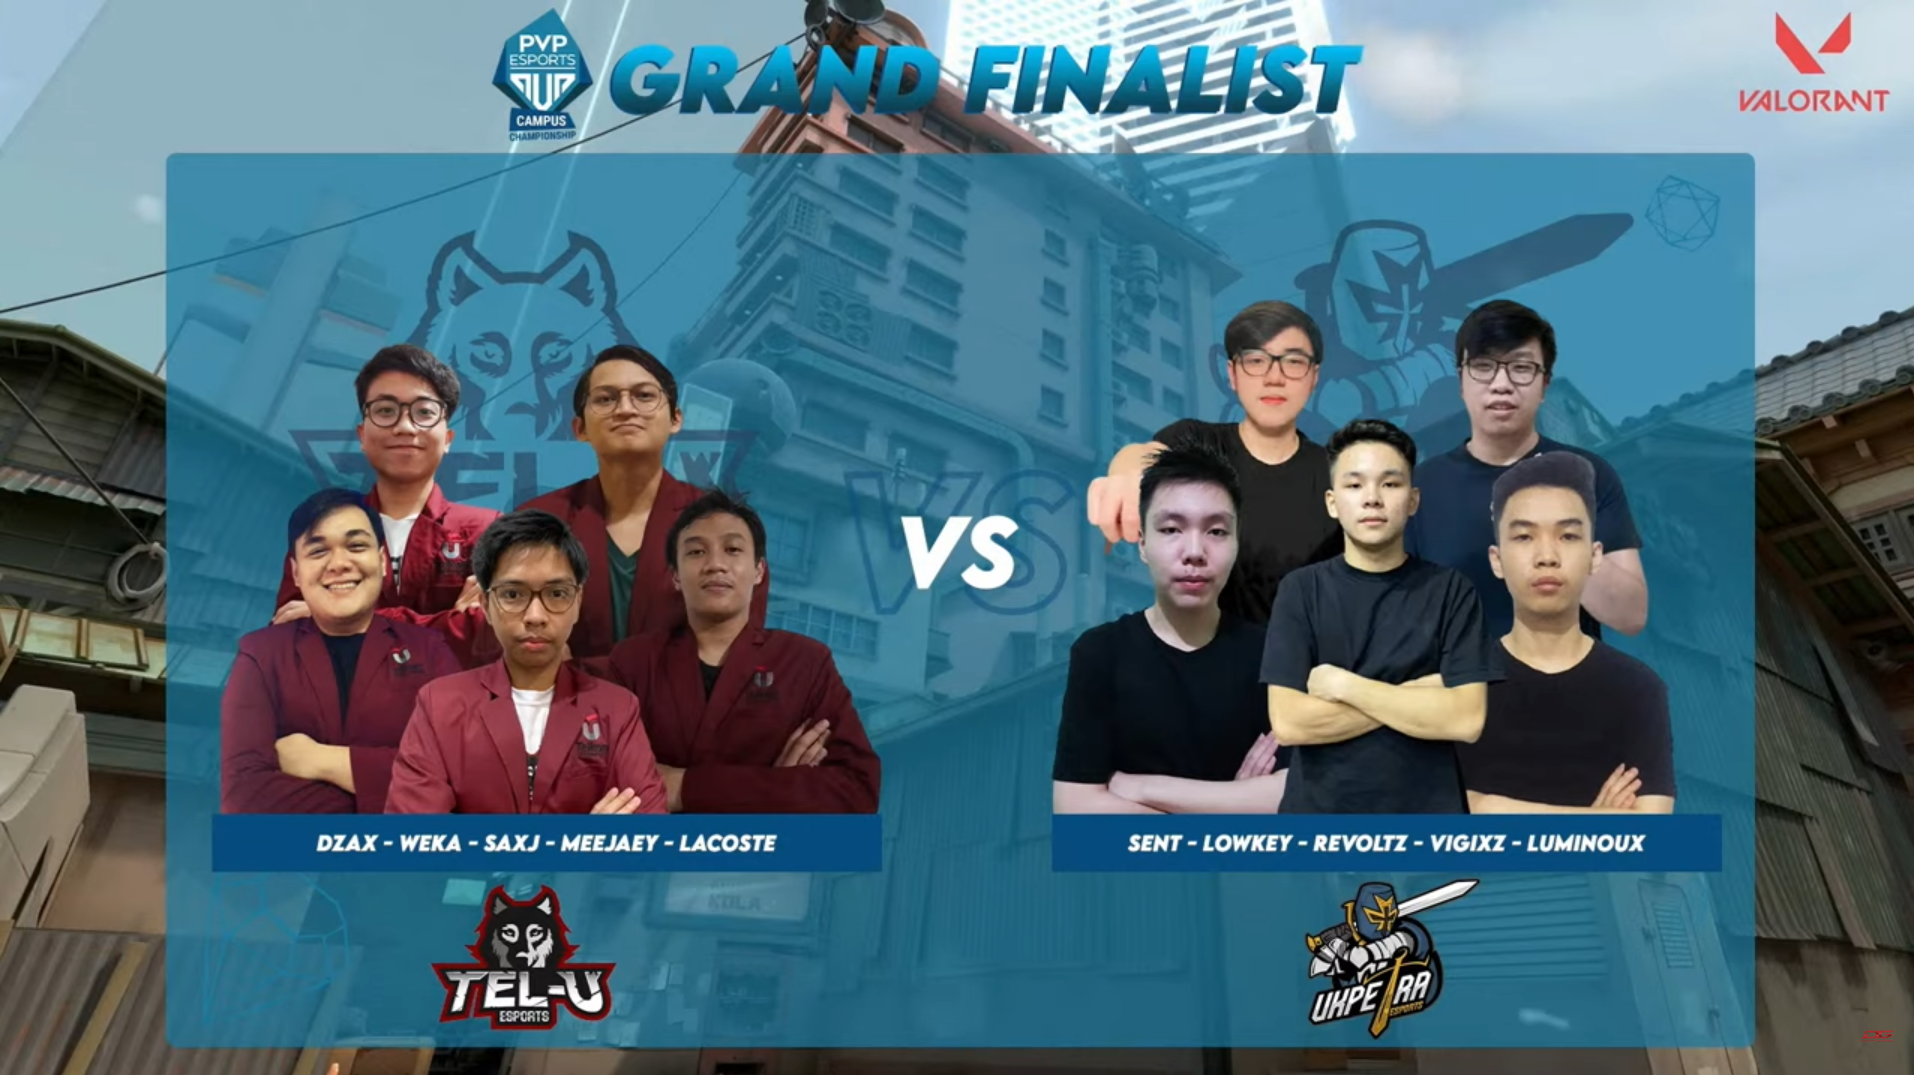 PVP
ESPORTS
CUP
CAMPUS
CHAMPIONSHIP
GRAND FINALIST
VALORANT
VS
DZAX - WEKA - SAXJ - MEEJAEY - LACOSTE
SENT - LOWKEY - REVOLTZ - VIGIXZ - LUMINOUX
TEL-U
ESPORTS
UKPETRA
ESPORTS